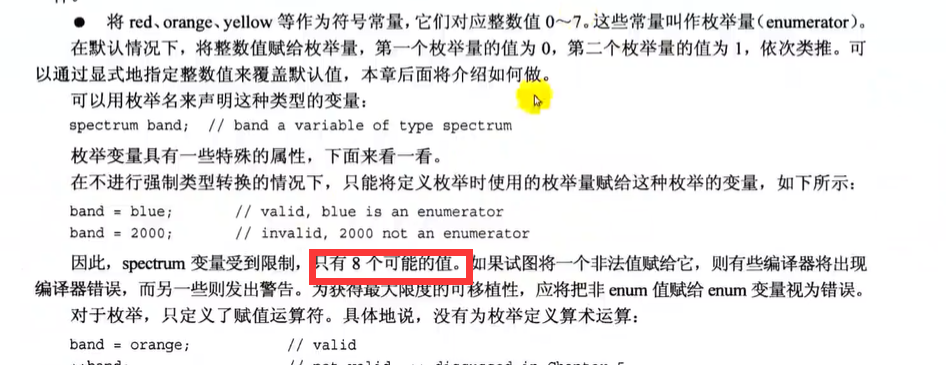 ● 将 red、orange、yellow 等作为符号常量，它们对应整数值 0～7。这些常量叫作枚举量（enumerator）。
在默认情况下，将整数值赋给枚举量，第一个枚举量的值为 0，第二个枚举量的值为 1，依次类推。可
以通过显式地指定整数值来覆盖默认值，本章后面将介绍如何做。
可以用枚举名来声明这种类型的变量：
spectrum band;  // band a variable of type spectrum
枚举变量具有一些特殊的属性，下面来看一看。
在不进行强制类型转换的情况下，只能将定义枚举时使用的枚举量赋给这种枚举的变量，如下所示：
band = blue;       // valid, blue is an enumerator
band = 2000;       // invalid, 2000 not an enumerator
因此，spectrum 变量受到限制，只有 8 个可能的值。如果试图将一个非法值赋给它，则有些编译器将出现
编译器错误，而另一些则发出警告。为获得最大限度的可移植性，应将把非 enum 值赋给 enum 变量视为错误。
对于枚举，只定义了赋值运算符。具体地说，没有为枚举定义算术运算：
band = orange;           // valid